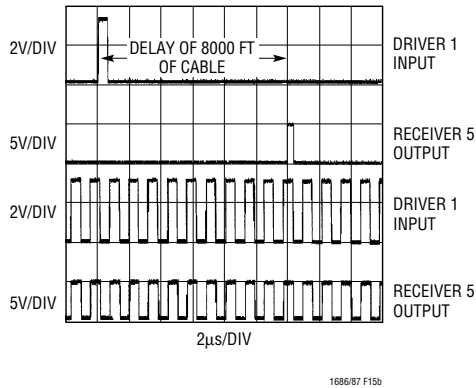 2V/DIV
DELAY OF 8000 FT
OF CABLE
DRIVER 1
INPUT
5V/DIV
RECEIVER 5
OUTPUT
2V/DIV
DRIVER 1
INPUT
5V/DIV
RECEIVER 5
OUTPUT
2µs/DIV
1686/87 F15b